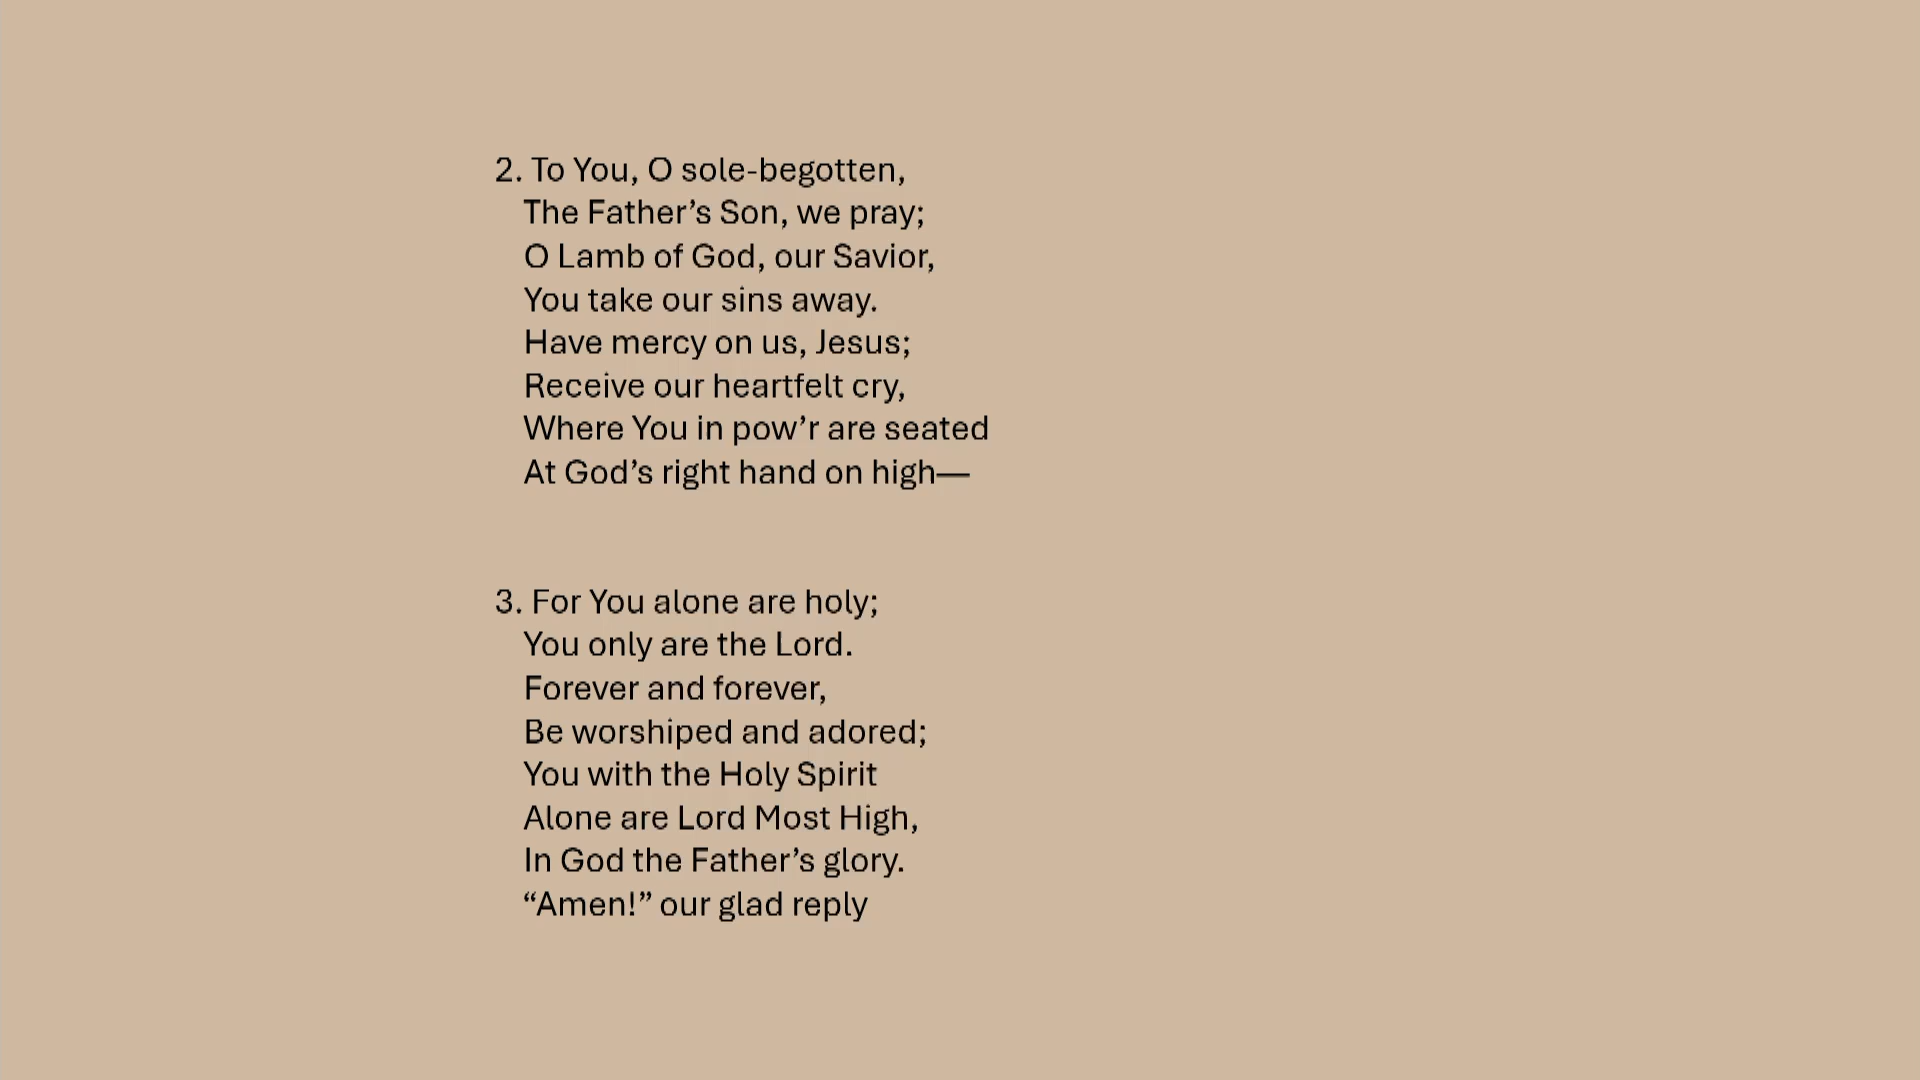 2. To You, O sole-begotten,
The Father’s Son, we pray;
O Lamb of God, our Savior,
You take our sins away.
Have mercy on us, Jesus;
Receive our heartfelt cry,
Where You in pow’r are seated
At God’s right hand on high—
3. For You alone are holy;
You only are the Lord.
Forever and forever,
Be worshiped and adored;
You with the Holy Spirit
Alone are Lord Most High,
In God the Father’s glory.
“Amen!” our glad reply